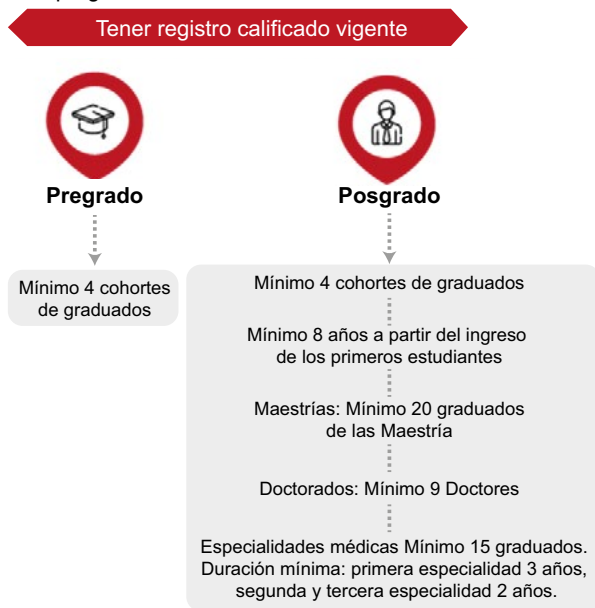 Tener registro calificado vigente
Pregrado
Mínimo 4 cohortes
de graduados
Posgrado
Mínimo 4 cohortes de graduados
Mínimo 8 años a partir del ingreso
de los primeros estudiantes
Maestrías: Mínimo 20 graduados
de las Maestría
Doctorados: Mínimo 9 Doctores
Especialidades médicas Mínimo 15 graduados.
Duración mínima: primera especialidad 3 años,
segunda y tercera especialidad 2 años.